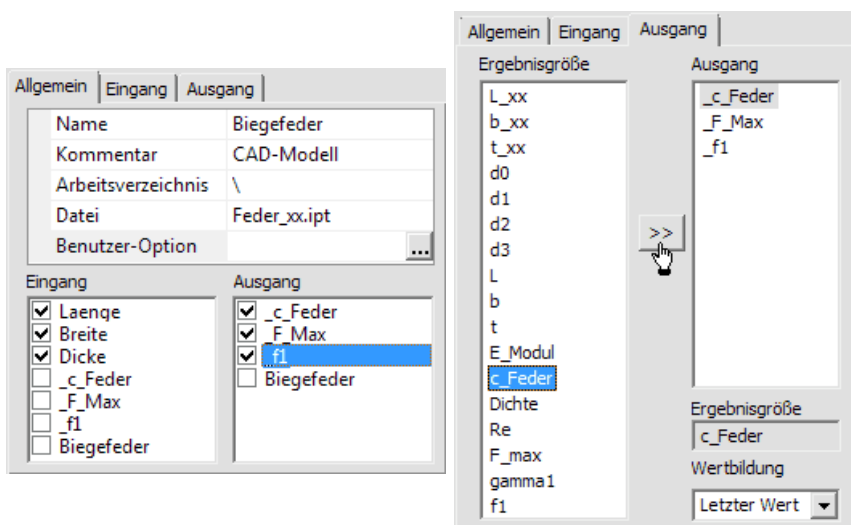 Allgemein Eingang Ausgang
Name Biegefeder
Kommentar CAD-Modell
Arbeitsverzeichnis \
Datei Feder_xx.ipt
Benutzer-Option ...
Eingang Ausgang
Laenge _c_Feder
Breite _F_Max
Dicke _f1
_c_Feder Biegefeder
_F_Max
_f1
Biegefeder
Allgemein Eingang Ausgang
Ergebnisgröße Ausgang
L_xx _c_Feder
b_xx _F_Max
t_xx _f1
d0
d1
d2
>>
d3
L
b
t
E_Modul
c_Feder
Dichte
Re
F_max
gamma1
f1
Ergebnisgröße
c_Feder
Wertbildung
Letzter Wert